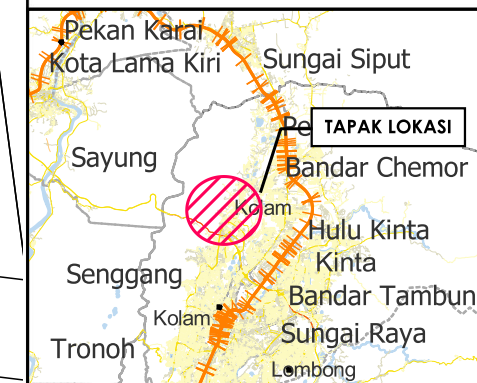 Pekan Karai
Kota Lama Kiri
Sungai Siput
Pe
TAPAK LOKASI
Sayung
Bandar Chemor
Kolam
Hulu Kinta
Kinta
Senggang
Bandar Tambun
Kolam
Sungai Raya
Tronoh
Lombong